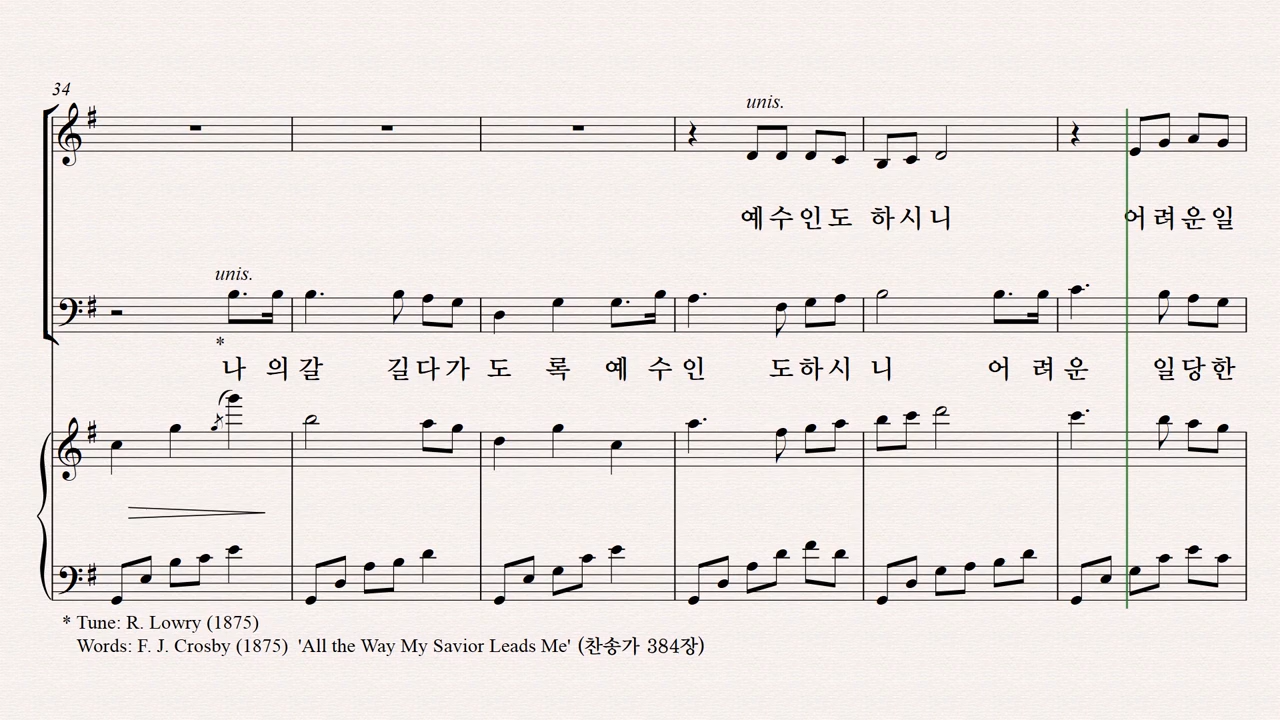 34
unis.
예수인도 하시니 어려운일
unis.
*
나 의갈 길다가 도 록 예 수인 도하시 니 어 려운 일당한
* Tune: R. Lowry (1875)
Words: F. J. Crosby (1875) 'All the Way My Savior Leads Me' (찬송가 384장)